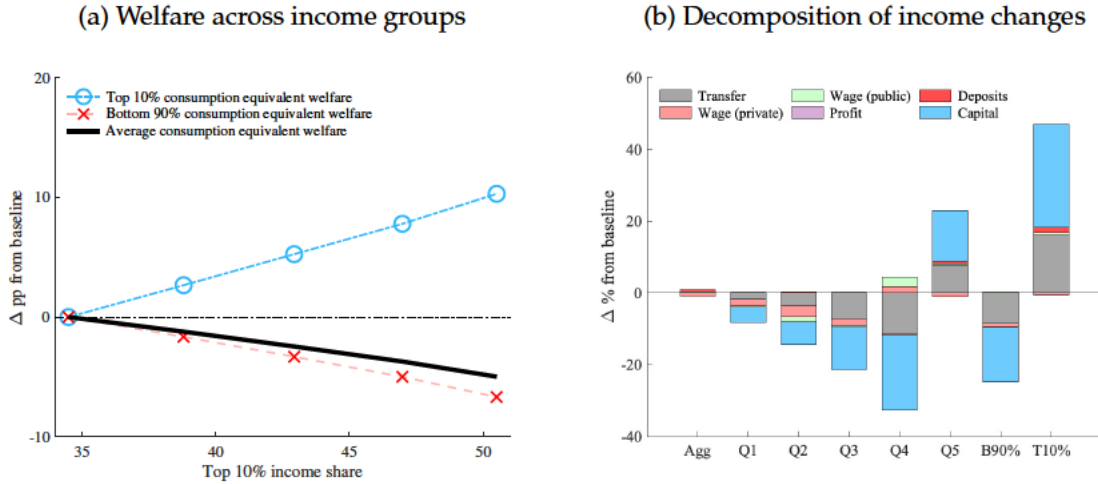 (a) Welfare across income groups
Top 10% consumption equivalent welfare
Bottom 90% consumption equivalent welfare
Average consumption equivalent welfare
20
10
0
-10
Δ pp from baseline
35 40 45 50
Top 10% income share
(b) Decomposition of income changes
Transfer Wage (public) Deposits
Wage (private) Profit Capital
60
40
20
0
-20
-40
Δ % from baseline
Agg Q1 Q2 Q3 Q4 Q5 B90% T10%